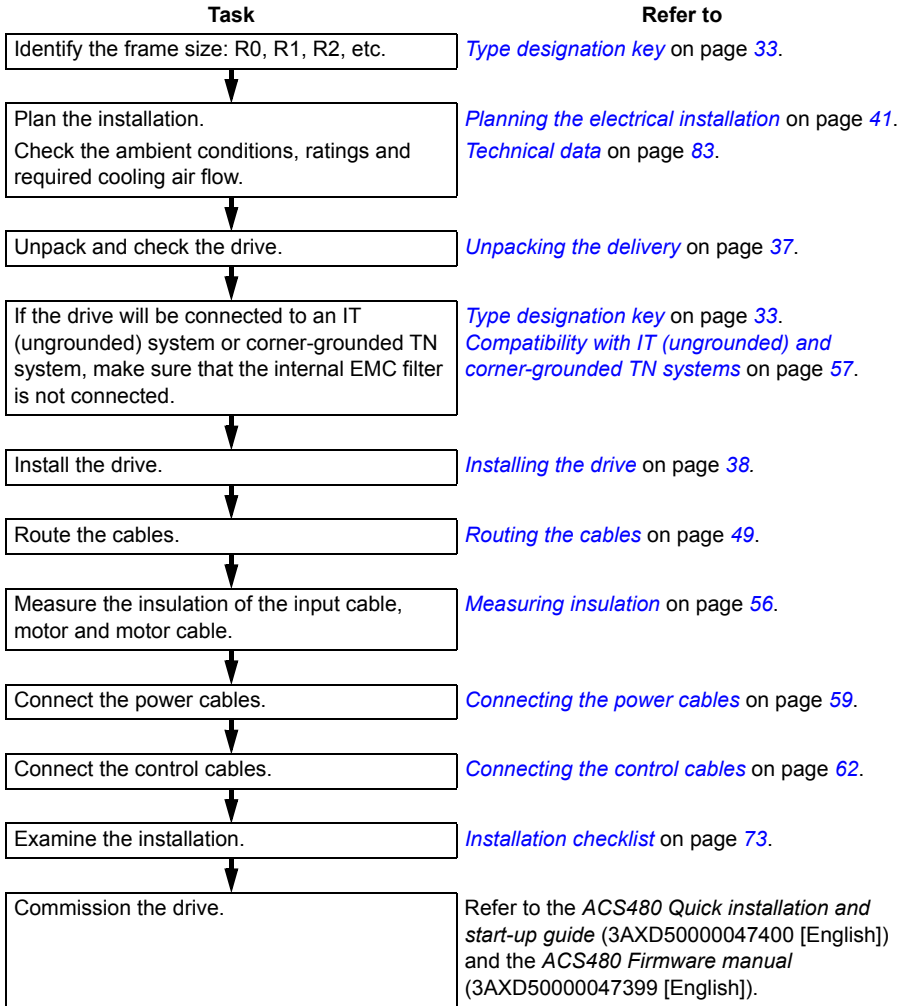 Task
Refer to
Identify the frame size: R0, R1, R2, etc.
Type designation key on page 33.
Plan the installation.
Planning the electrical installation on page 41.
Check the ambient conditions, ratings and
required cooling air flow.
Technical data on page 83.
Unpack and check the drive.
Unpacking the delivery on page 37.
If the drive will be connected to an IT
(ungrounded) system or corner-grounded TN
system, make sure that the internal EMC filter
is not connected.
Type designation key on page 33.
Compatibility with IT (ungrounded) and
corner-grounded TN systems on page 57.
Install the drive.
Installing the drive on page 38.
Route the cables.
Routing the cables on page 49.
Measure the insulation of the input cable,
motor and motor cable.
Measuring insulation on page 56.
Connect the power cables.
Connecting the power cables on page 59.
Connect the control cables.
Connecting the control cables on page 62.
Examine the installation.
Installation checklist on page 73.
Commission the drive.
Refer to the ACS480 Quick installation and
start-up guide (3AXD50000047400 [English])
and the ACS480 Firmware manual
(3AXD50000047399 [English]).